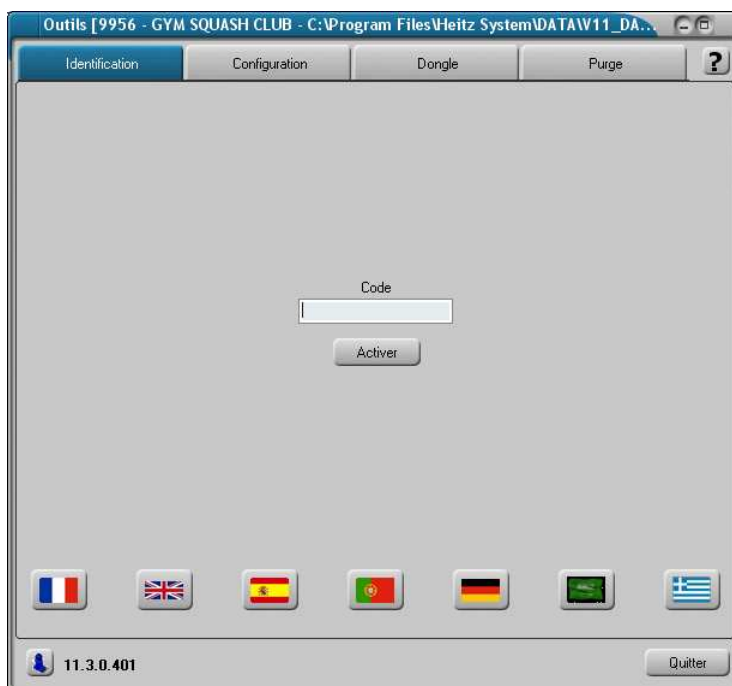 Outils [9956 - GYM SQUASH CLUB - C:\Program Files\Heitz System\DATA\V11_DA...
Identification Configuration Dongle Purge ?
Code
Activer
11.3.0.401 Quitter